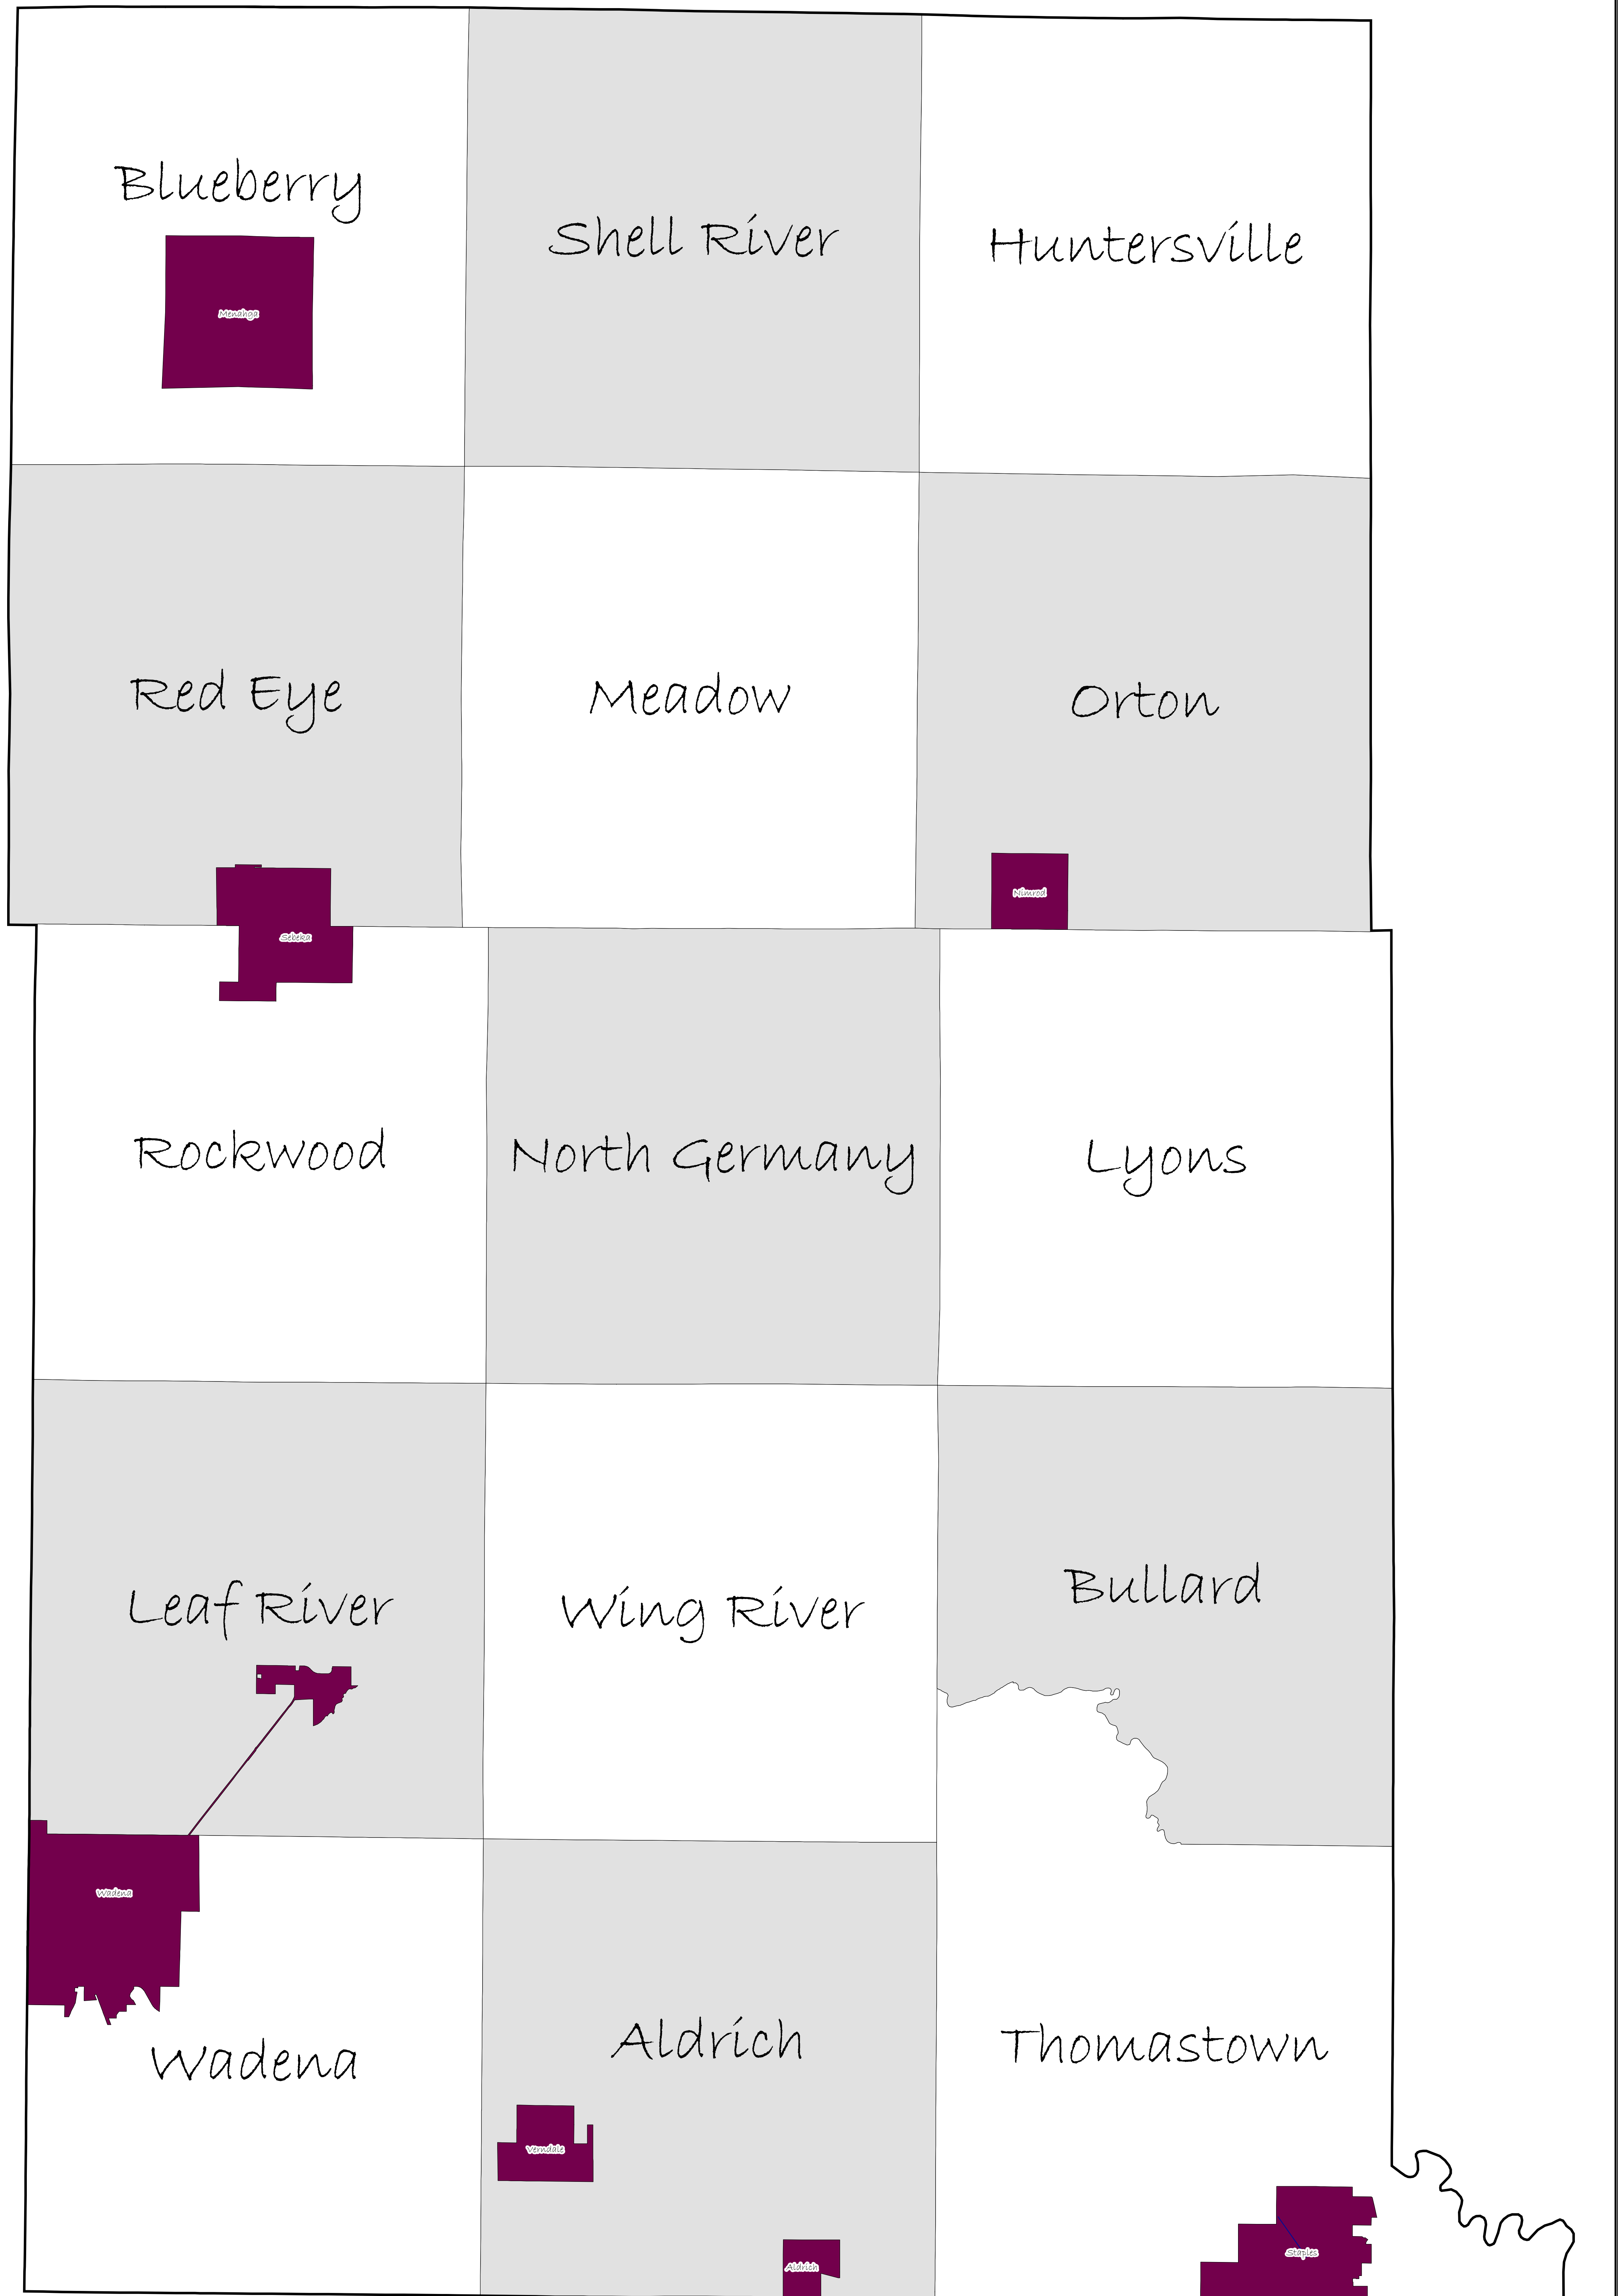 Blueberry
Shell River
Huntersville
Menahga
Red Eye
Meadow
Orton
Nimrod
Sebeka
Rockwood
North Germany
Lyons
Leaf River
Wing River
Bullard
Wadena
Wadena
Aldrich
Thomastown
Verndale
Aldrich
Staples